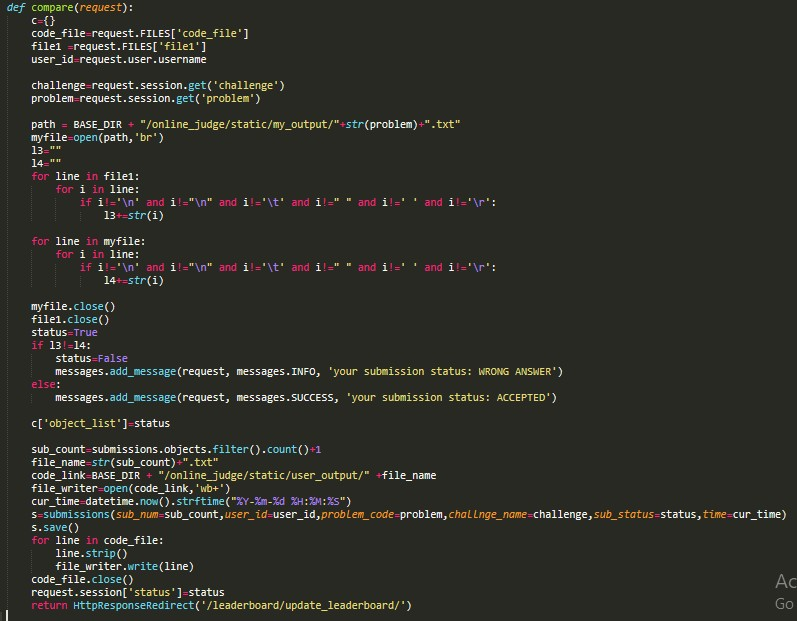 def compare(request):
    c={}
    code_file=request.FILES['code_file']
    file1 =request.FILES['file1']
    user_id=request.user.username

    challenge=request.session.get('challenge')
    problem=request.session.get('problem')

    path = BASE_DIR + "/online_judge/static/my_output/"+str(problem)+".txt"
    myfile=open(path,'br')
    l3=""
    l4=""
    for line in file1:
        for i in line:
            if i!='\n' and i!="\n" and i!='\t' and i!=" " and i!=' ' and i!='\r':
                l3+=str(i)

    for line in myfile:
        for i in line:
            if i!='\n' and i!="\n" and i!='\t' and i!=" " and i!=' ' and i!='\r':
                l4+=str(i)

    myfile.close()
    file1.close()
    status=True
    if l3!=l4:
        status=False
        messages.add_message(request, messages.INFO, 'your submission status: WRONG ANSWER')
    else:
        messages.add_message(request, messages.SUCCESS, 'your submission status: ACCEPTED')

    c['object_list']=status

    sub_count=submissions.objects.filter().count()+1
    file_name=str(sub_count)+".txt"
    code_link=BASE_DIR + "/online_judge/static/user_output/" +file_name
    file_writer=open(code_link,'wb+')
    cur_time=datetime.now().strftime("%Y-%m-%d %H:%M:%S")
    s=submissions(sub_num=sub_count,user_id=user_id,problem_code=problem,challnge_name=challenge,sub_status=status,time=cur_time)
    s.save()
    for line in code_file:
        line.strip()
        file_writer.write(line)
    code_file.close()
    request.session['status']=status
    return HttpResponseRedirect('/leaderboard/update_leaderboard/')
Ac
Go